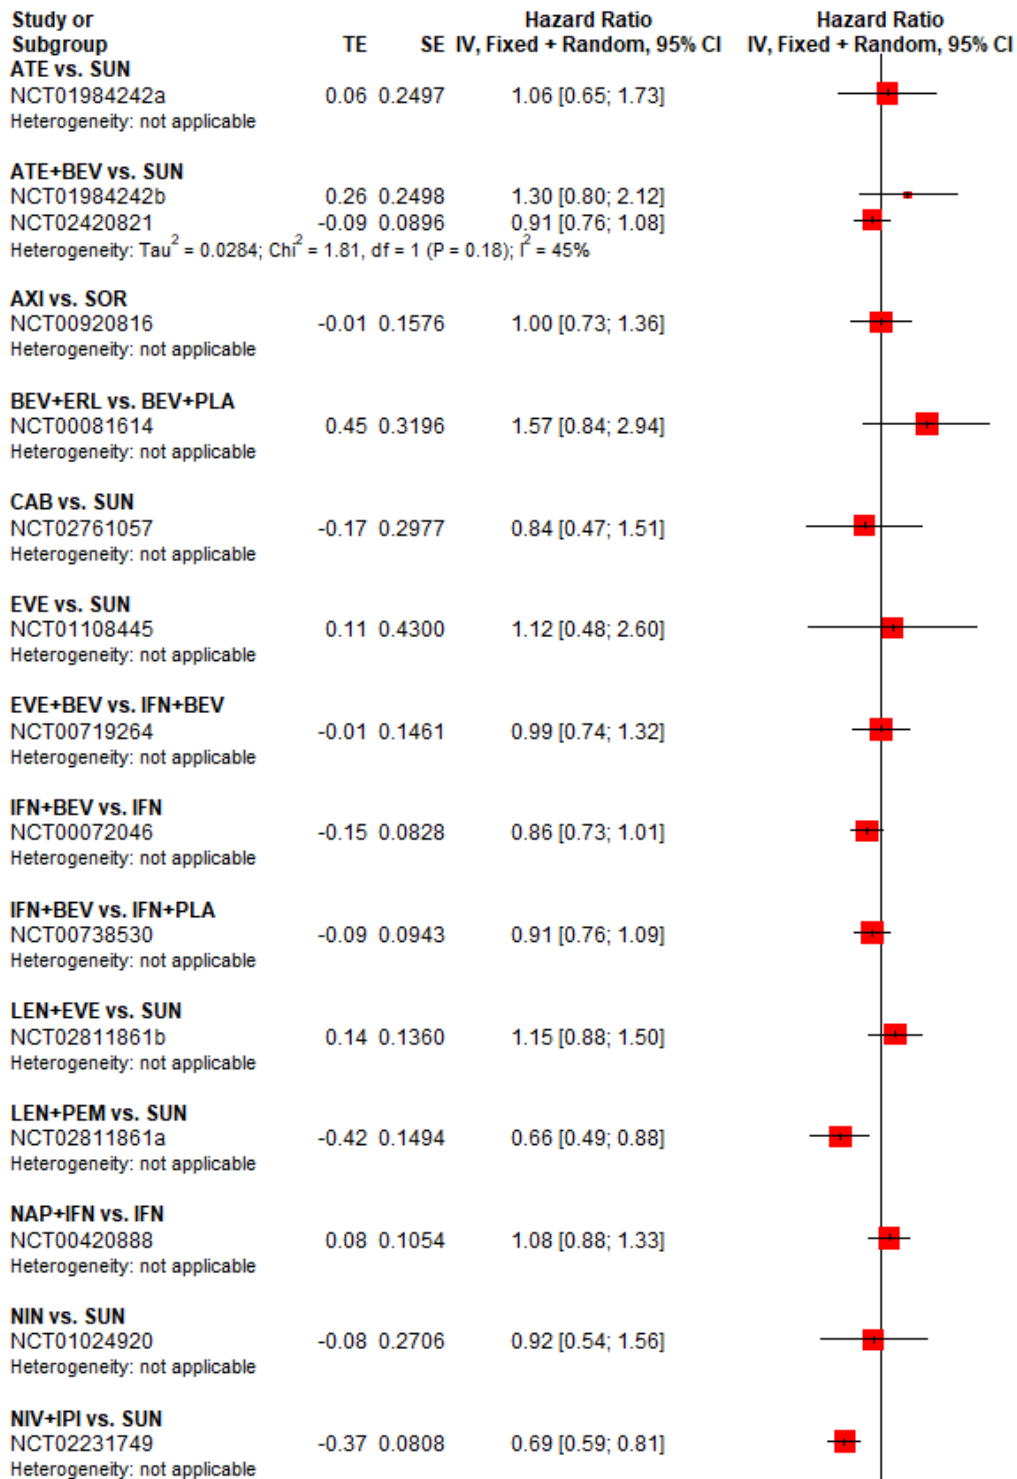 Study or Hazard Ratio Hazard Ratio
Subgroup TE SE IV, Fixed + Random, 95% CI IV, Fixed + Random, 95% CI
ATE vs. SUN
NCT01984242a 0.06 0.2497 1.06 [0.65; 1.73]
Heterogeneity: not applicable
ATE+BEV vs. SUN
NCT01984242b 0.26 0.2498 1.30 [0.80; 2.12]
NCT02420821 -0.09 0.0896 0.91 [0.76; 1.08]
Heterogeneity: Tau² = 0.0284; Chi² = 1.81, df = 1 (P = 0.18); I² = 45%
AXI vs. SOR
NCT00920816 -0.01 0.1576 1.00 [0.73; 1.36]
Heterogeneity: not applicable
BEV+ERL vs. BEV+PLA
NCT00081614 0.45 0.3196 1.57 [0.84; 2.94]
Heterogeneity: not applicable
CAB vs. SUN
NCT02761057 -0.17 0.2977 0.84 [0.47; 1.51]
Heterogeneity: not applicable
EVE vs. SUN
NCT01108445 0.11 0.4300 1.12 [0.48; 2.60]
Heterogeneity: not applicable
EVE+BEV vs. IFN+BEV
NCT00719264 -0.01 0.1461 0.99 [0.74; 1.32]
Heterogeneity: not applicable
IFN+BEV vs. IFN
NCT00072046 -0.15 0.0828 0.86 [0.73; 1.01]
Heterogeneity: not applicable
IFN+BEV vs. IFN+PLA
NCT00738530 -0.09 0.0943 0.91 [0.76; 1.09]
Heterogeneity: not applicable
LEN+EVE vs. SUN
NCT02811861b 0.14 0.1360 1.15 [0.88; 1.50]
Heterogeneity: not applicable
LEN+PEM vs. SUN
NCT02811861a -0.42 0.1494 0.66 [0.49; 0.88]
Heterogeneity: not applicable
NAP+IFN vs. IFN
NCT00420888 0.08 0.1054 1.08 [0.88; 1.33]
Heterogeneity: not applicable
NIN vs. SUN
NCT01024920 -0.08 0.2706 0.92 [0.54; 1.56]
Heterogeneity: not applicable
NIV+IPI vs. SUN
NCT02231749 -0.37 0.0808 0.69 [0.59; 0.81]
Heterogeneity: not applicable